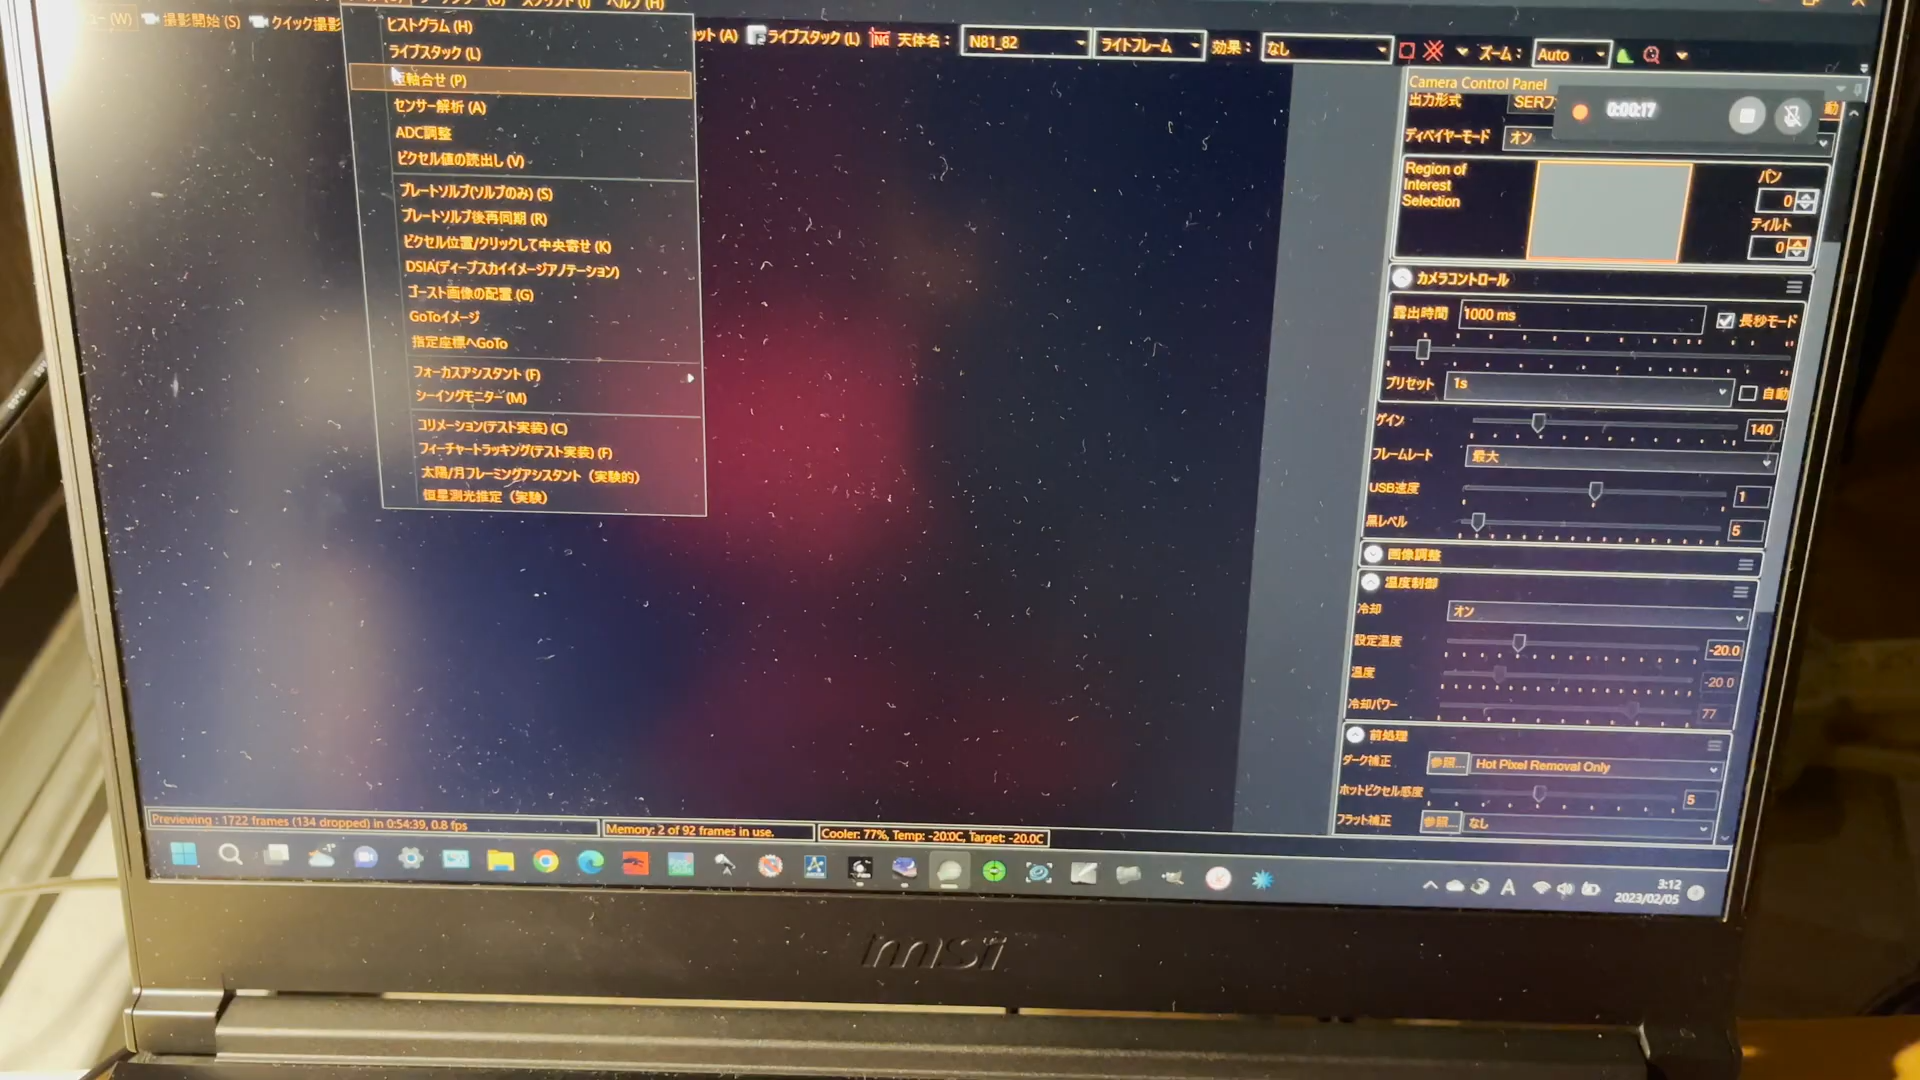 ヘルプ (H)
撮影開始 (S)
クイック撮影
ライブスタック (L)
天体名：
N81_82
ライトフレーム
効果：
なし
ズーム：
Auto
ヒストグラム (H)
ライブスタック (L)
極軸合せ (P)
センサー解析 (A)
ADC調整
ピクセル値の読出し (V)
プレートソルブ(ソルブのみ) (S)
プレートソルブ後再同期 (R)
ピクセル位置/クリックして中央寄せ (K)
DSIA(ディープスカイイメージアノテーション)
ゴースト画像の配置 (G)
GoToイメージ
指定座標へGoTo
フォーカスアシスタント (F)
シーイングモニター (M)
コリメーション(テスト実装) (C)
フィーチャートラッキング(テスト実装) (F)
太陽/月フレーミングアシスタント（実験的）
恒星測光推定（実験）
Camera Control Panel
出力形式
0:00:17
ディベイヤーモード
オン
Region of
Interest
Selection
パン
0
ティルト
0
カメラコントロール
露出時間
1000 ms
長秒モード
プリセット
1s
自動
ゲイン
140
フレームレート
最大
USB速度
1
黒レベル
5
画像調整
温度制御
冷却
オン
設定温度
-20.0
温度
-20.0
冷却パワー
77
前処理
ダーク補正
参照...
Hot Pixel Removal Only
ホットピクセル感度
5
フラット補正
参照...
なし
Previewing : 1722 frames (134 dropped) in 0:54:39, 0.8 fps
Memory: 2 of 92 frames in use.
Cooler: 77%, Temp: -20.0C, Target: -20.0C
A
3:12
2023/02/05
msi